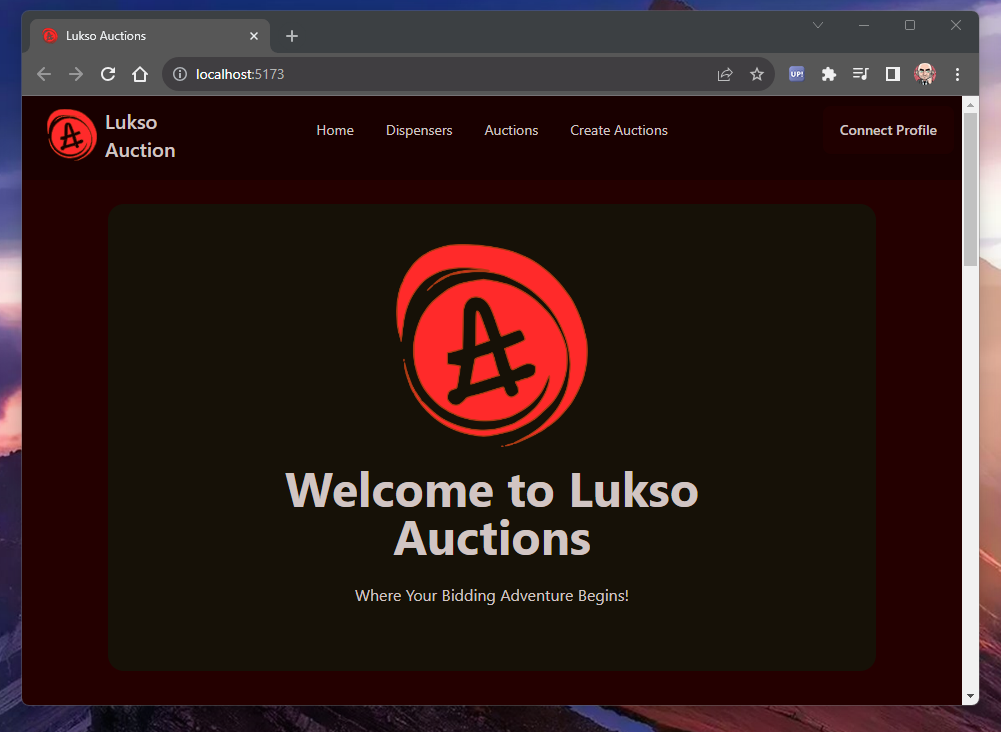 Lukso Auctions
localhost:5173
UP!
Lukso
Auction
Home Dispensers Auctions Create Auctions
Connect Profile
Welcome to Lukso
Auctions
Where Your Bidding Adventure Begins!